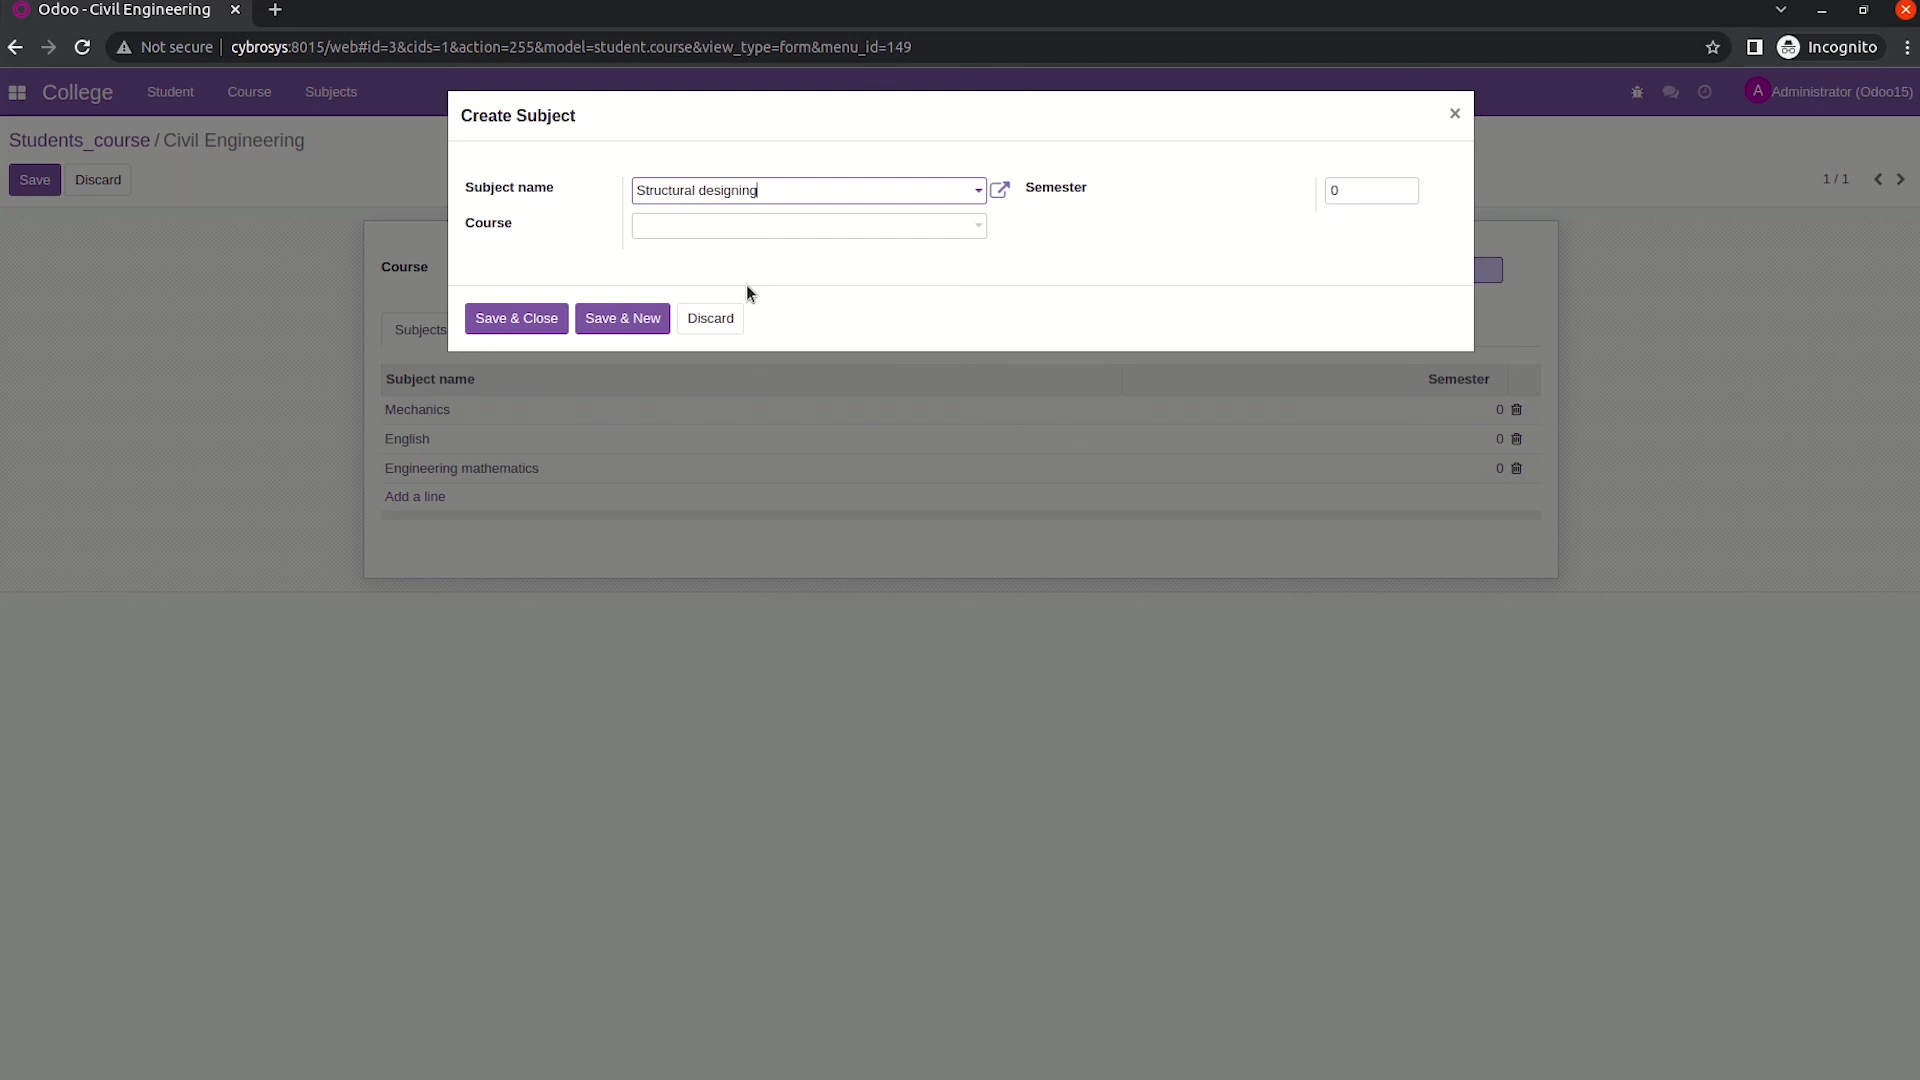 Odoo - Civil Engineering
Not secure
cybrosys:8015/web#id=3&cids=1&action=255&model=student.course&view_type=form&menu_id=149
Incognito
College
Student
Course
Subjects
A
Administrator (Odoo15)
Students_course / Civil Engineering
Save
Discard
1 / 1
Create Subject
Subject name
Structural designing
Semester
0
Course
Save & Close
Save & New
Discard
Course
Subjects
Subject name
Semester
Mechanics
0
English
0
Engineering mathematics
0
Add a line